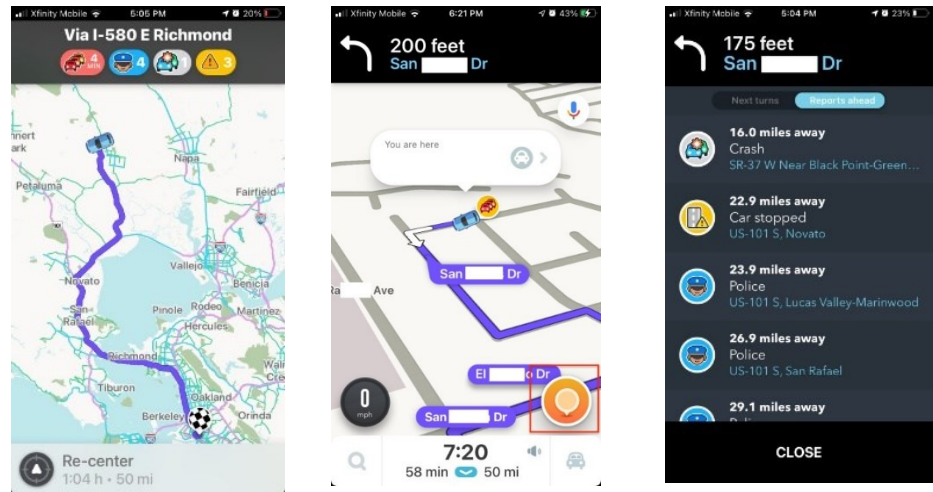 Xfinity Mobile
5:05 PM
20%
Via I-580 E Richmond
4
MIN
4
1
3
Napa
Petaluma
Fairfield
Vallejo
Benicia
Novato
San
Rafael
Pinole
Rodeo
Martinez
Hercules
Richmond
Tiburon
Oakland
Berkeley
Orinda
Re-center
1:04 h • 50 mi
Xfinity Mobile
6:21 PM
43%
200 feet
San Dr
You are here
San Dr
Ave
El Dr
San Dr
0
mph
7:20
58 min 50 mi
Xfinity Mobile
5:04 PM
23%
175 feet
San Dr
Next turns
Reports ahead
16.0 miles away
Crash
SR-37 W Near Black Point-Green...
22.9 miles away
Car stopped
US-101 S, Novato
23.9 miles away
Police
US-101 S, Lucas Valley-Marinwood
26.9 miles away
Police
US-101 S, San Rafael
29.1 miles away
CLOSE